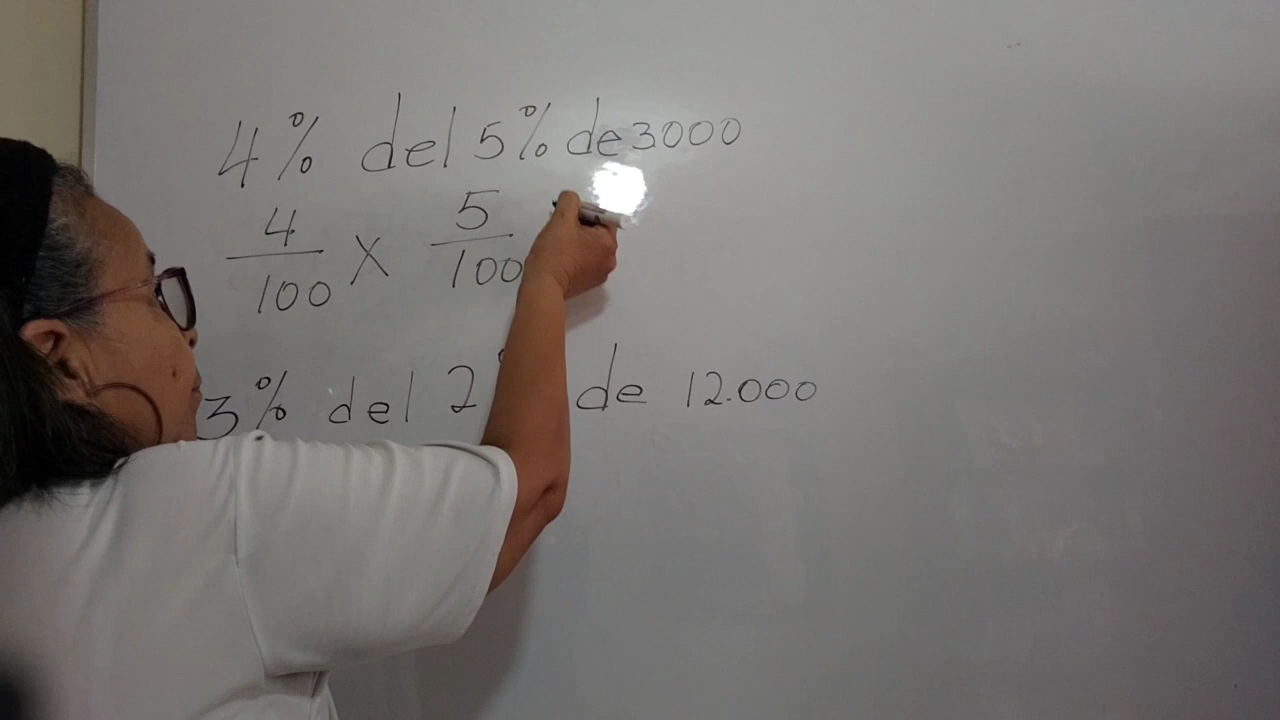 4% del 5% de 3000
4/100 X 5/100
3% del 2 de 12.000